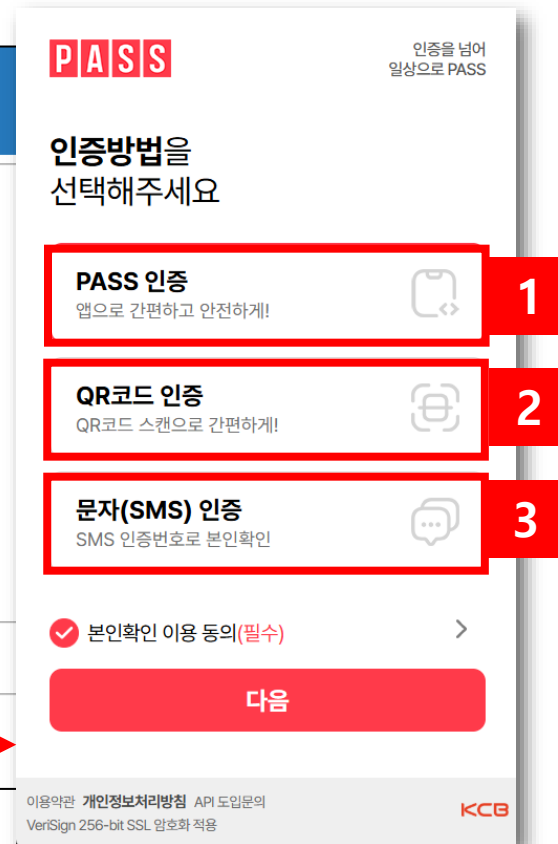 PASS
인증을 넘어
일상으로 PASS
인증방법을
선택해주세요
PASS 인증
앱으로 간편하고 안전하게!
1
QR코드 인증
QR코드 스캔으로 간편하게!
2
문자(SMS) 인증
SMS 인증번호로 본인확인
3
본인확인 이용 동의(필수)
다음
이용약관 개인정보처리방침 API 도입문의
VeriSign 256-bit SSL 암호화 적용
KCB